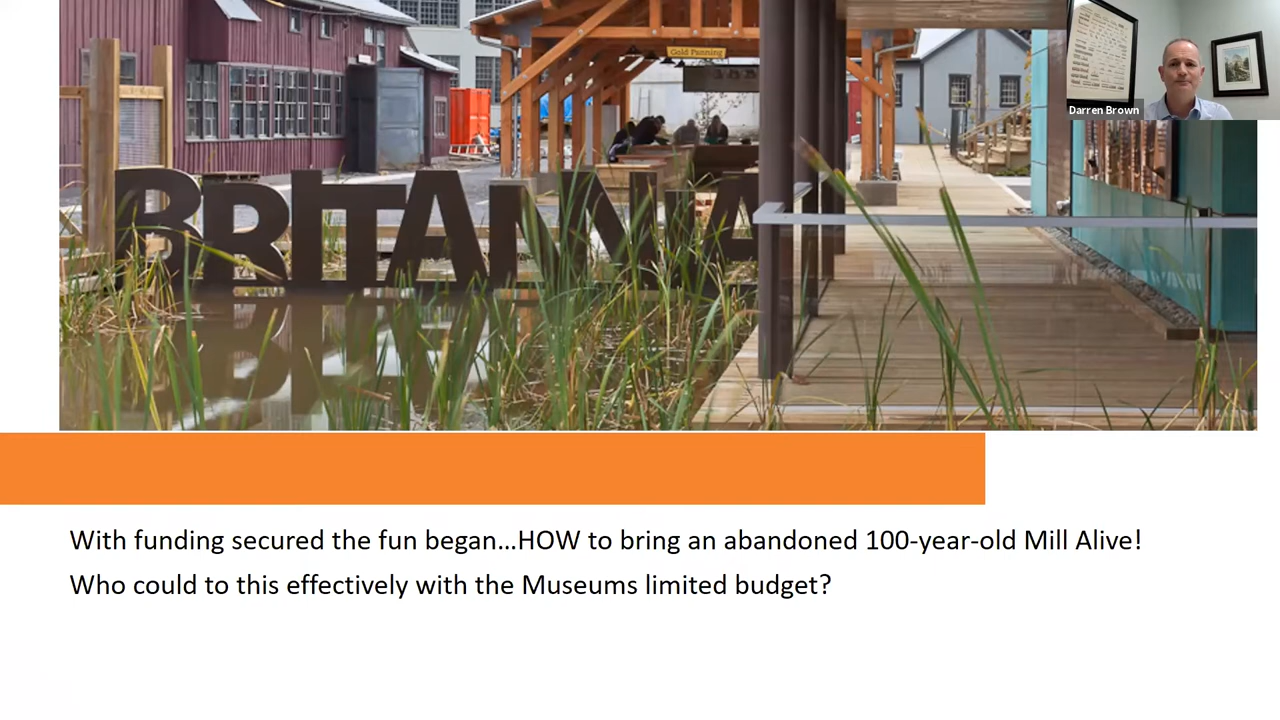 Gold Panning
Darren Brown
BRITANNIA
With funding secured the fun began...HOW to bring an abandoned 100-year-old Mill Alive!
Who could to this effectively with the Museums limited budget?